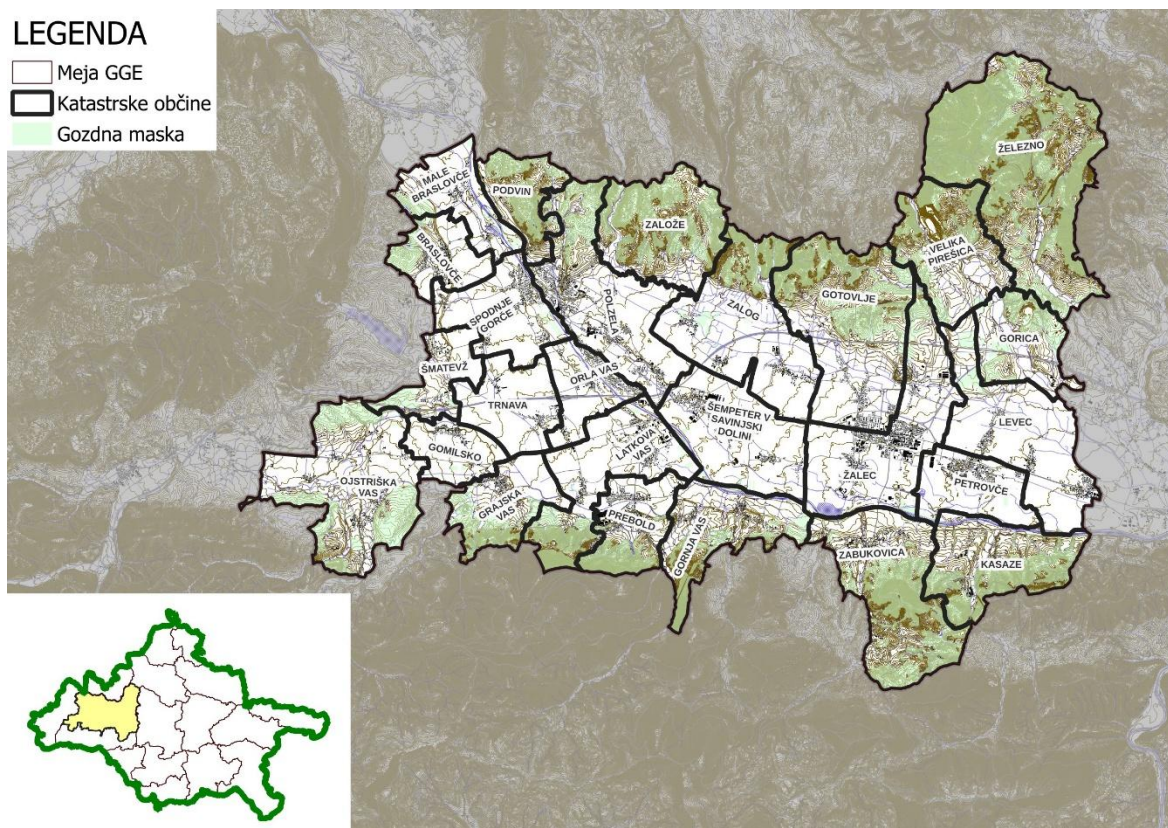 LEGENDA
Meja GGE
Katastrske občine
Gozdna maska
ŽELEZNO
MALE
BRASLOVČE
PODVIN
ZALOŽE
BRASLOVČE
VELIKA
PIREŠICA
GOTOVLJE
POLZELA
ZALOG
SPODNJE
GORČE
GORICA
ŠMATEVŽ
ORLA VAS
TRNAVA
ŠEMPETER V
SAVINJSKI
DOLINI
LEVEC
LATKOVA
VAS
GOMILSKO
ŽALEC
OJSTRIŠKA
VAS
PETROVČE
GRAJSKA
VAS
PREBOLD
GORNJA VAS
ZABUKOVICA
KASAZE